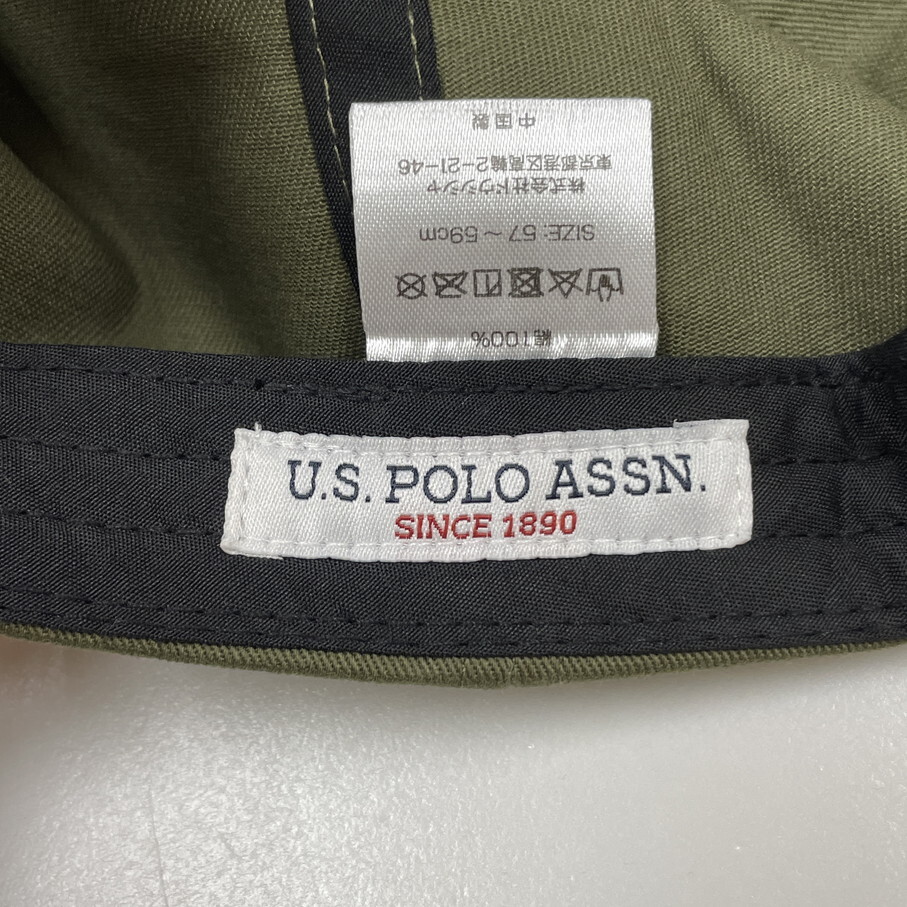 綿100%
SIZE: 57～59cm
株式会社ドウシシャ
東京都港区高輪2-21-46
中国製
U.S. POLO ASSN.
SINCE 1890